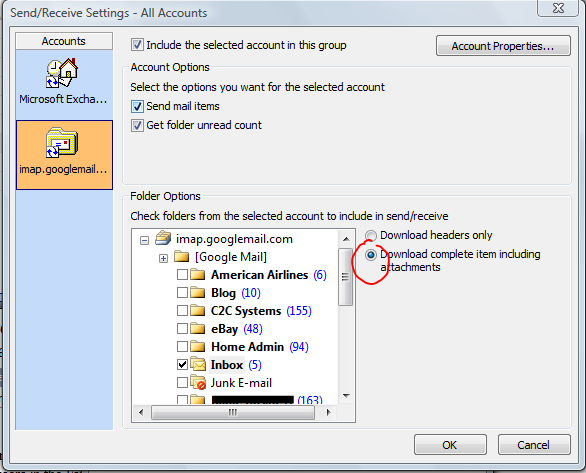 Send/Receive Settings - All Accounts
Accounts
Microsoft Excha...
imap.googlemail...
Include the selected account in this group
Account Properties...
Account Options
Select the options you want for the selected account
Send mail items
Get folder unread count
Folder Options
Check folders from the selected account to include in send/receive
imap.googlemail.com
[Google Mail]
American Airlines (6)
Blog (10)
C2C Systems (155)
eBay (48)
Home Admin (94)
Inbox (5)
Junk E-mail
(163)
Download headers only
Download complete item including
attachments
OK
Cancel